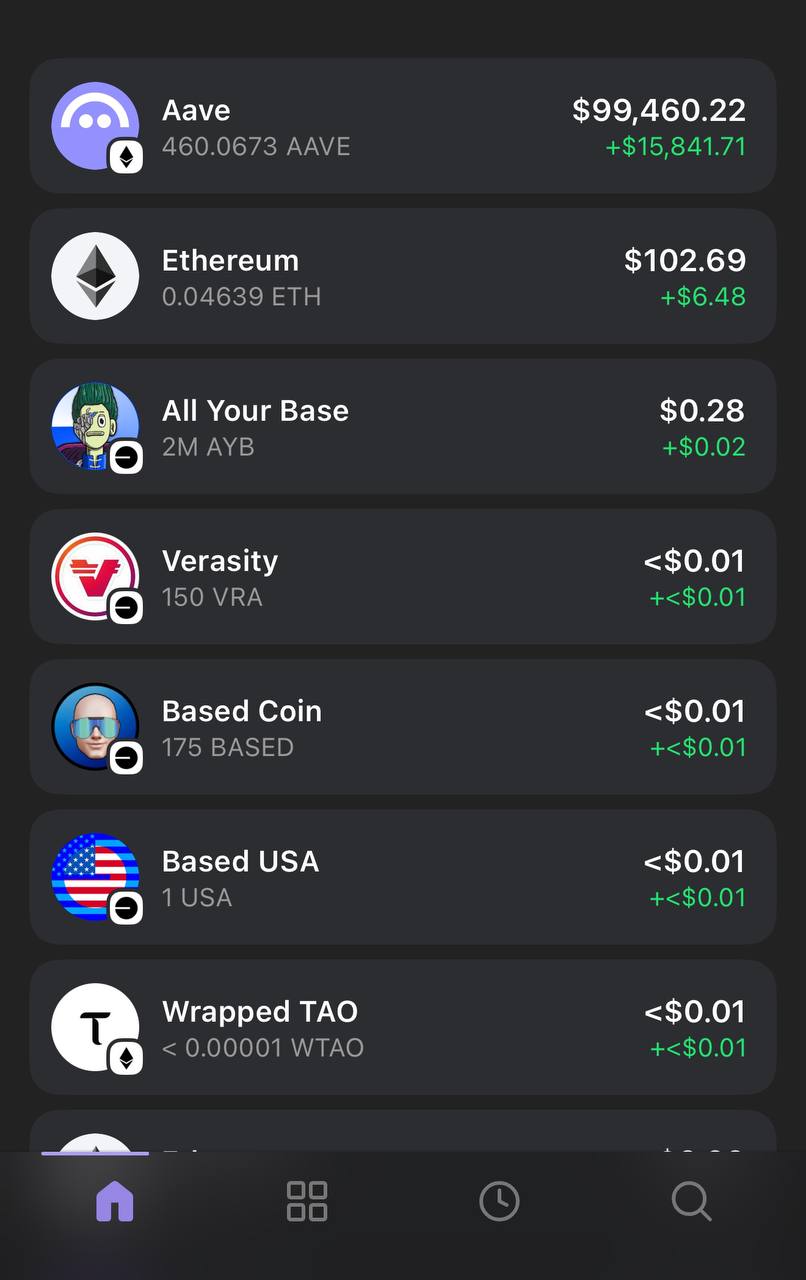 Aave
$99,460.22
460.0673 AAVE
+$15,841.71
Ethereum
$102.69
0.04639 ETH
+$6.48
All Your Base
$0.28
2M AYB
+$0.02
Verasity
<$0.01
150 VRA
+<$0.01
Based Coin
<$0.01
175 BASED
+<$0.01
Based USA
<$0.01
1 USA
+<$0.01
Wrapped TAO
<$0.01
< 0.00001 WTAO
+<$0.01